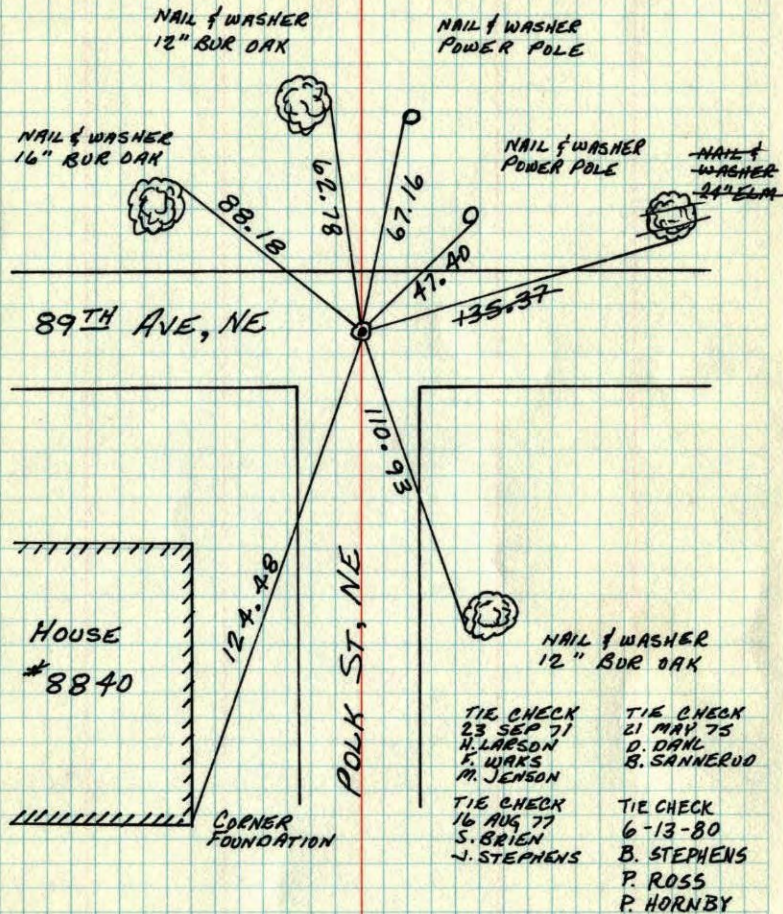 NAIL & WASHER
12" BUR OAK
NAIL & WASHER
POWER POLE
NAIL & WASHER
16" BUR OAK
NAIL & WASHER
POWER POLE
NAIL &
WASHER
24" ELM
88.18
62.78
67.16
47.40
135.37
89TH AVE, NE
110.93
124.48
POLK ST, NE
HOUSE
#8840
NAIL & WASHER
12" BUR OAK
CORNER
FOUNDATION
TIE CHECK
23 SEP 71
H. LARSON
F. WAKS
M. JENSON
TIE CHECK
21 MAY 75
D. DAHL
B. SANNERUD
TIE CHECK
16 AUG 77
S. BRIEN
J. STEPHENS
TIE CHECK
6-13-80
B. STEPHENS
P. ROSS
P. HORNBY